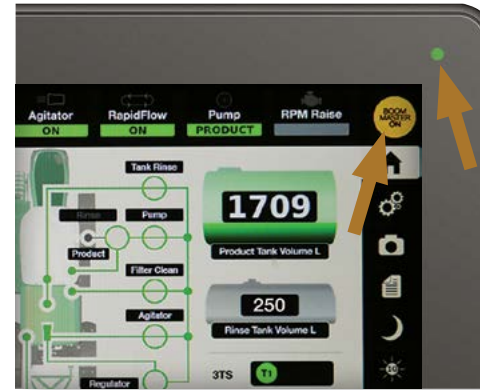 Agitator
ON
RapidFlow
ON
Pump
PRODUCT
RPM Raise
BOOM
MASTER
ON
Tank Rinse
Rinse
Pump
Product
Filter Clean
Agitator
Regulator
1709
Product Tank Volume L
250
Rinse Tank Volume L
3TS
T1
10